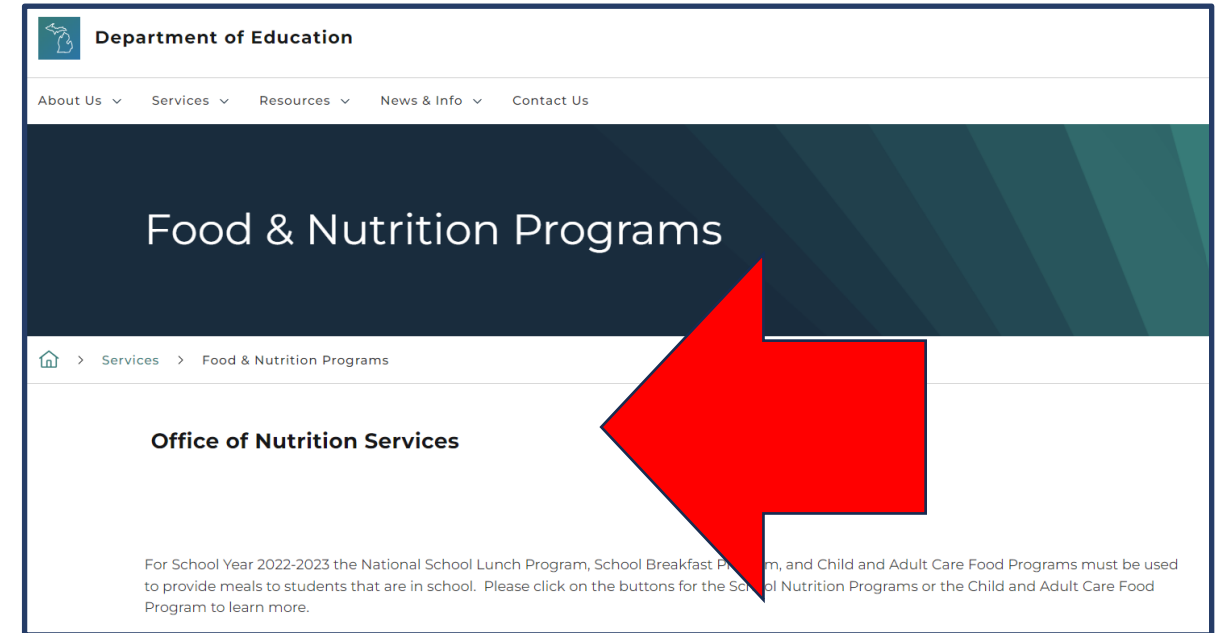 Department of Education
About Us Services Resources News & Info Contact Us
Food & Nutrition Programs
Services > Food & Nutrition Programs
Office of Nutrition Services
For School Year 2022-2023 the National School Lunch Program, School Breakfast and Child and Adult Care Food Programs must be used
to provide meals to students that are in school. Please click on the buttons for the School Nutrition Programs or the Child and Adult Care Food
Program to learn more.